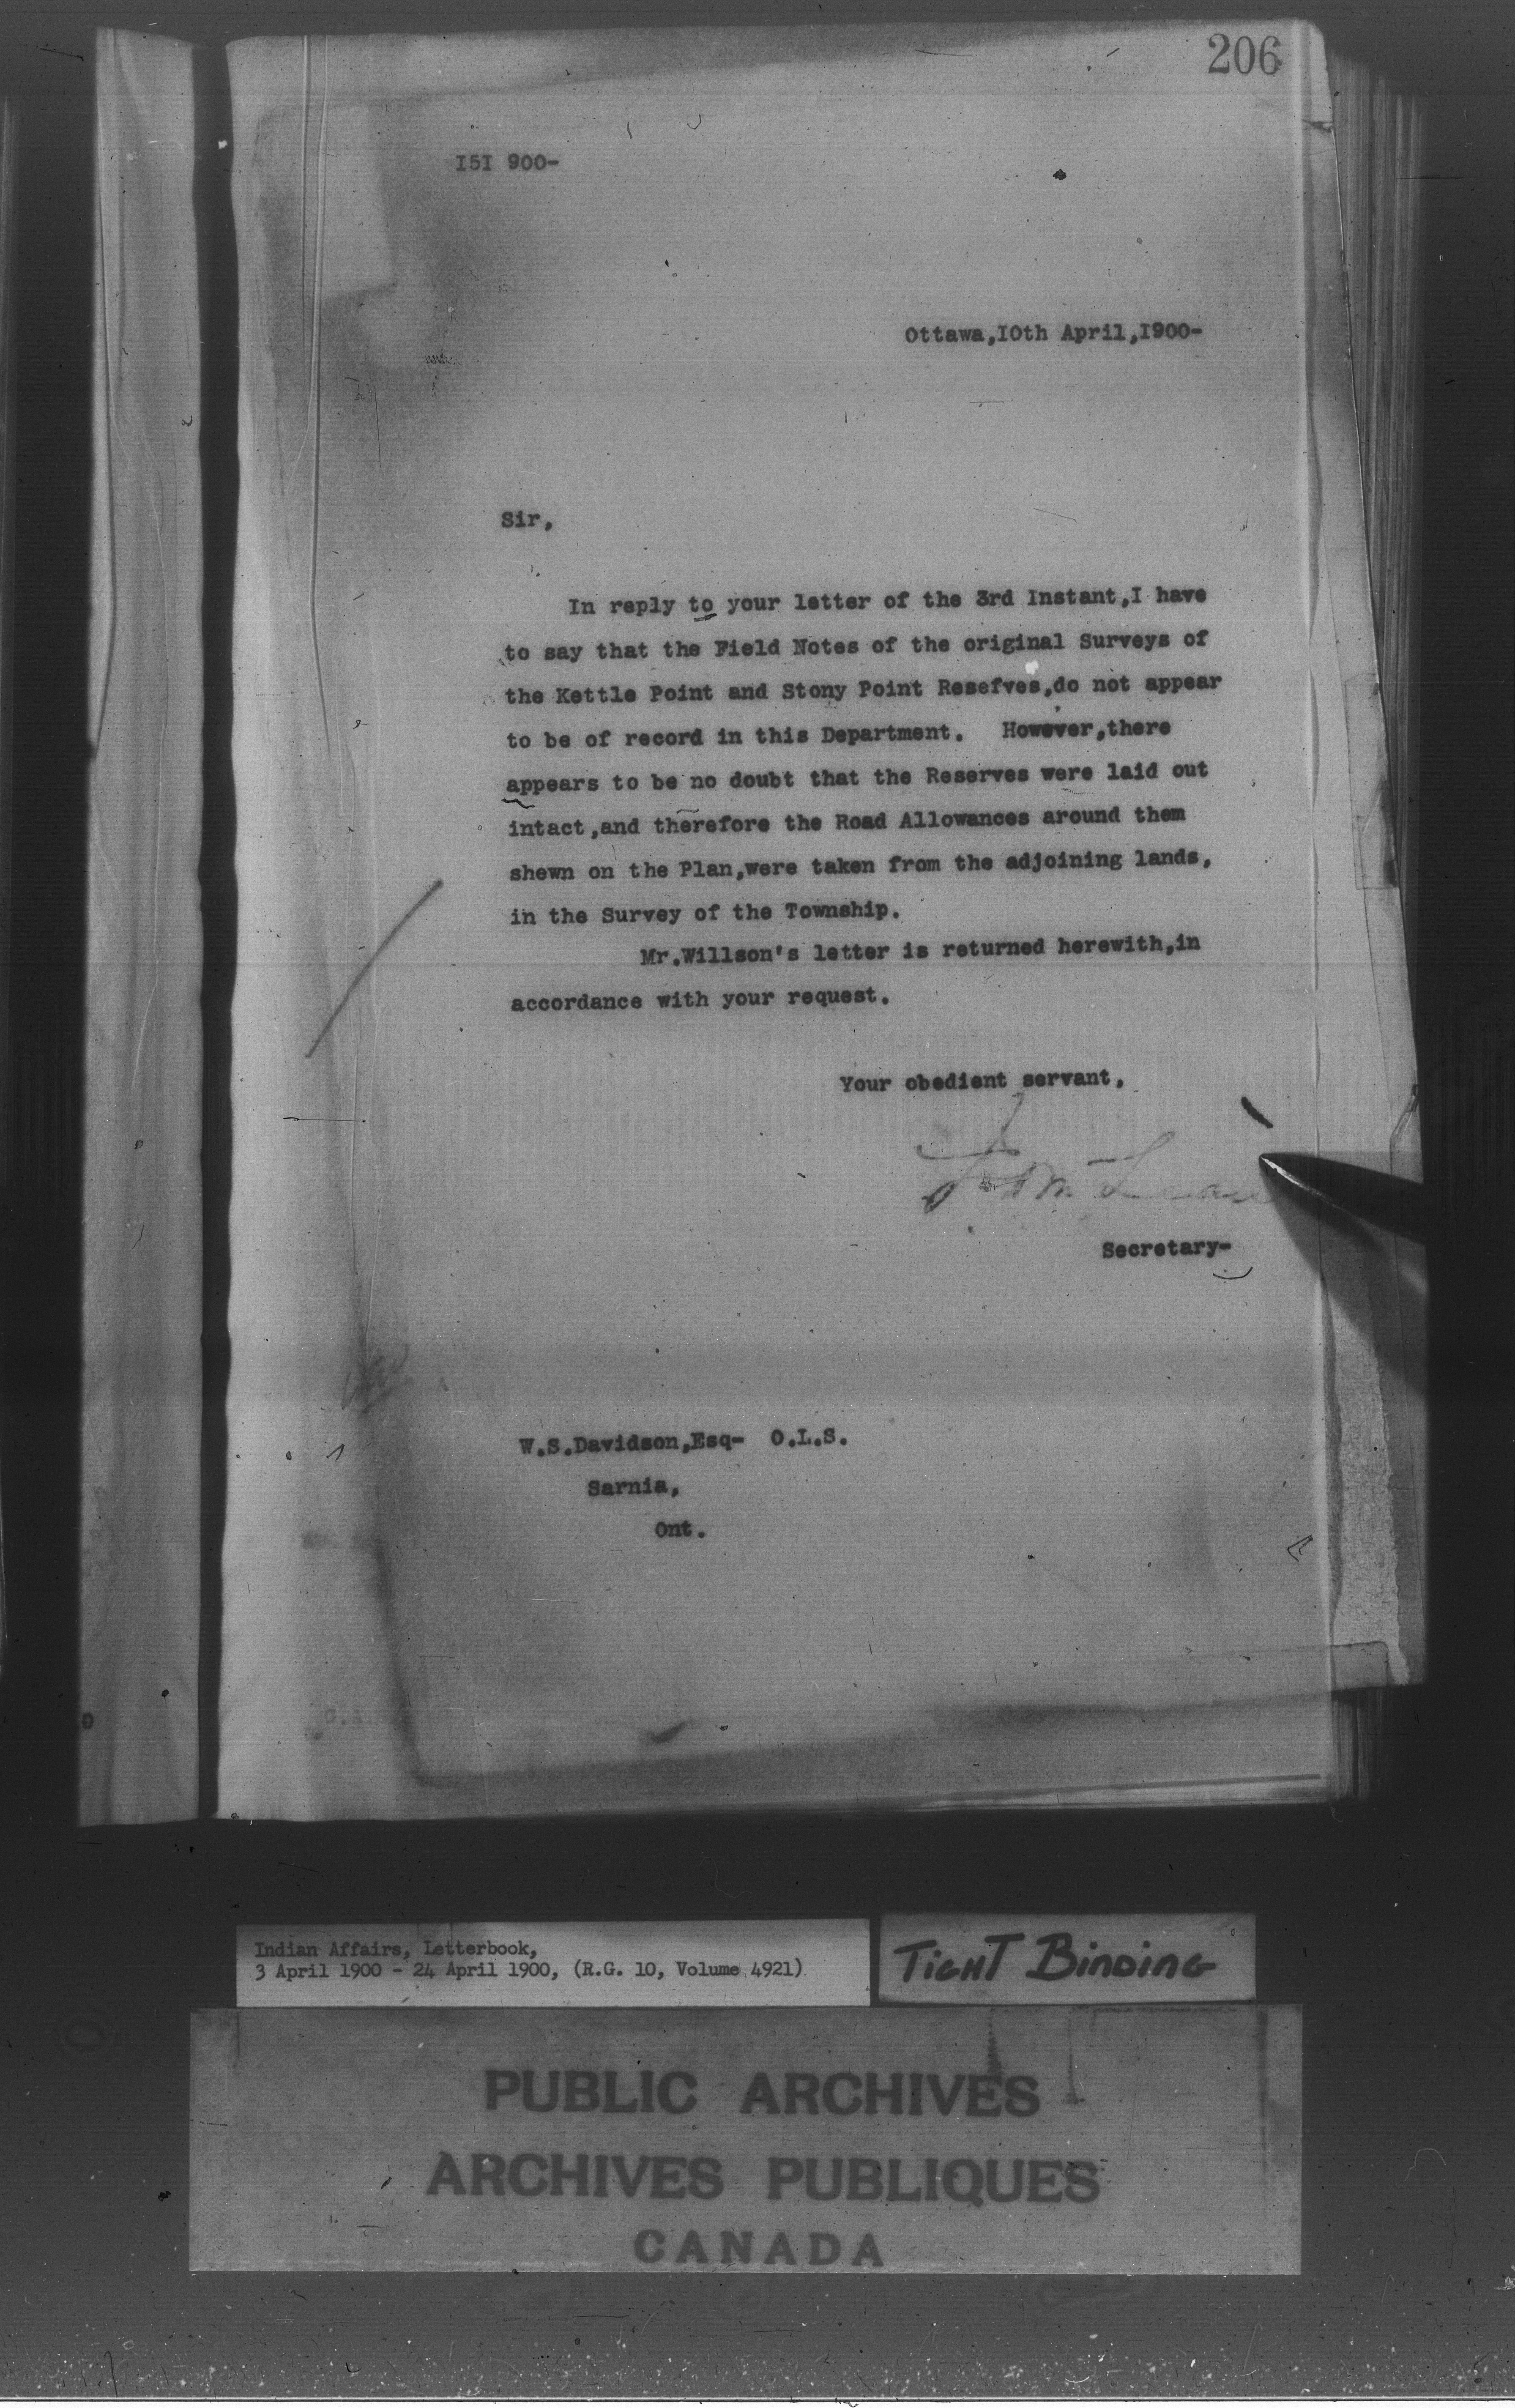 206
I5I 900-
Ottawa,IOth April,I900-
Sir,
In reply to your letter of the 3rd Instant,I have
to say that the Field Notes of the original Surveys of
the Kettle Point and Stony Point Resefves,do not appear
to be of record in this Department. However,there
appears to be no doubt that the Reserves were laid out
intact,and therefore the Road Allowances around them
shewn on the Plan,were taken from the adjoining lands,
in the Survey of the Township.
Mr.Willson's letter is returned herewith,in
accordance with your request.
Your obedient servant,
Secretary-
W.S.Davidson,Esq- O.L.S.
Sarnia,
Ont.
G.A
Indian Affairs, Letterbook,
3 April 1900 - 24 April 1900, (R.G. 10, Volume 4921)
TIGHT BINDING
PUBLIC ARCHIVES
ARCHIVES PUBLIQUES
CANADA